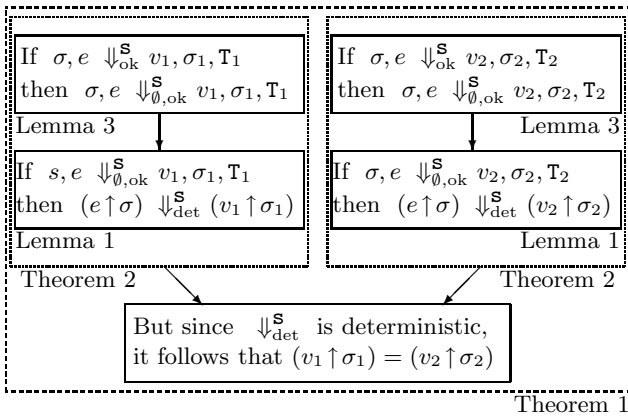 If σ, e ⇓^S_ok v₁, σ₁, T₁
then σ, e ⇓^S_∅,ok v₁, σ₁, T₁
Lemma 3
If s, e ⇓^S_∅,ok v₁, σ₁, T₁
then (e ↑ σ) ⇓^S_det (v₁ ↑ σ₁)
Lemma 1
Theorem 2
If σ, e ⇓^S_ok v₂, σ₂, T₂
then σ, e ⇓^S_∅,ok v₂, σ₂, T₂
Lemma 3
If σ, e ⇓^S_∅,ok v₂, σ₂, T₂
then (e ↑ σ) ⇓^S_det (v₂ ↑ σ₂)
Lemma 1
Theorem 2
But since ⇓^S_det is deterministic,
it follows that (v₁ ↑ σ₁) = (v₂ ↑ σ₂)
Theorem 1